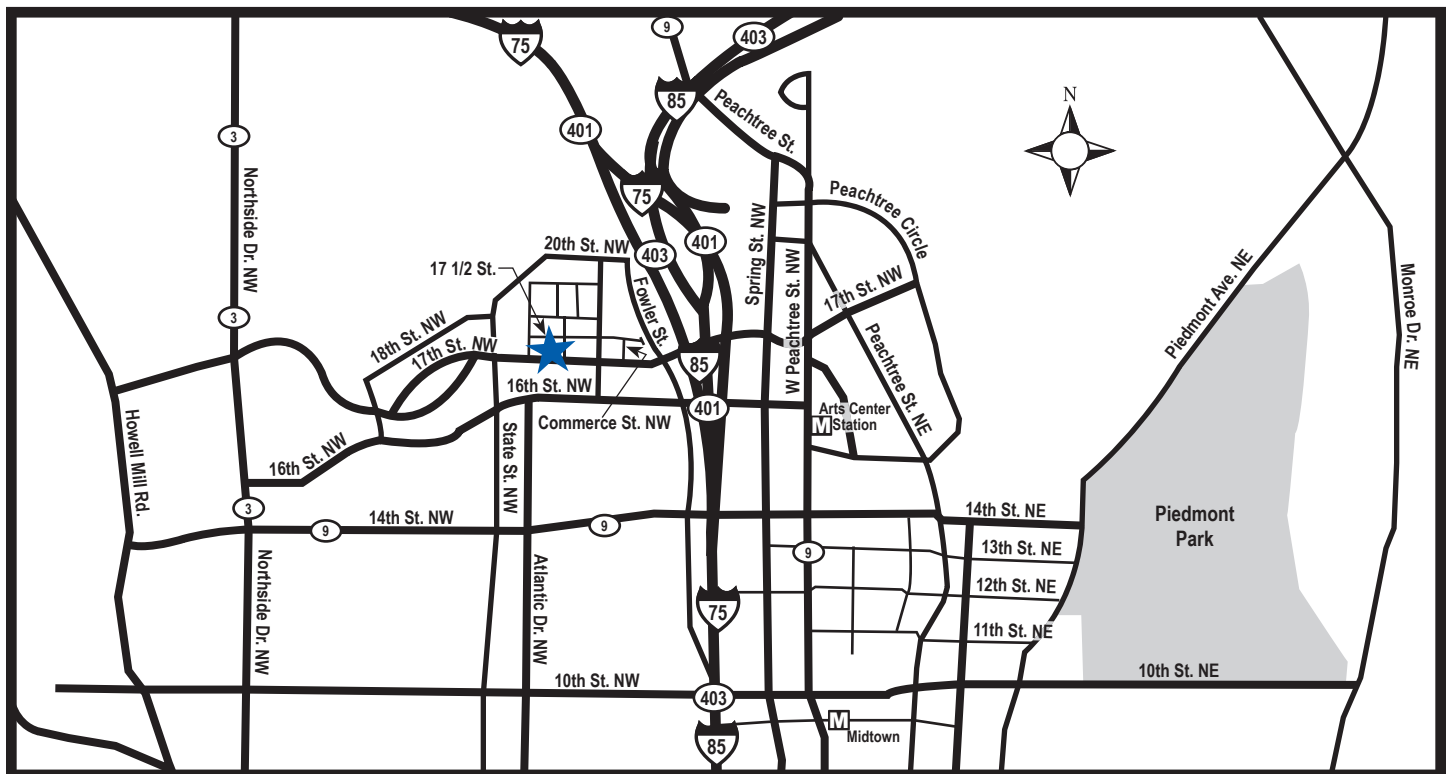 75
9
403
85
Peachtree St.
N
401
3
75
Northside Dr. NW
Peachtree Circle
20th St. NW
403
401
Spring St. NW
W Peachtree St. NW
17 1/2 St.
Fowler St.
17th St. NW
Piedmont Ave. NE
Monroe Dr. NE
3
18th St. NW
17th St. NW
85
Peachtree St. NE
16th St. NW
401
Arts Center
M Station
Commerce St. NW
Howell Mill Rd.
16th St. NW
State St. NW
3
14th St. NW
9
9
14th St. NE
Piedmont
Park
13th St. NE
9
12th St. NE
Northside Dr. NW
Atlantic Dr. NW
75
11th St. NE
10th St. NW
403
10th St. NE
M
Midtown
85